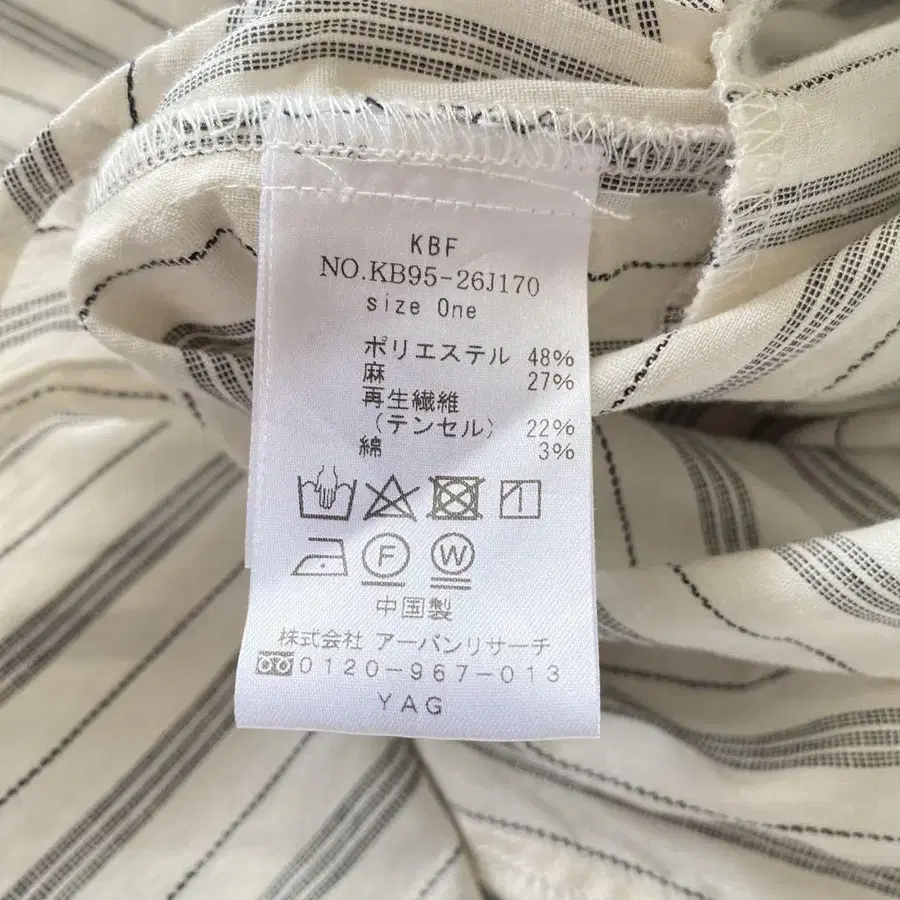 KBF
NO.KB95-26J170
size One
ポリエステル 48%
麻 27%
再生繊維
(テンセル) 22%
綿 3%
F W
中国製
株式会社 アーバンリサーチ
0120-967-013
YAG